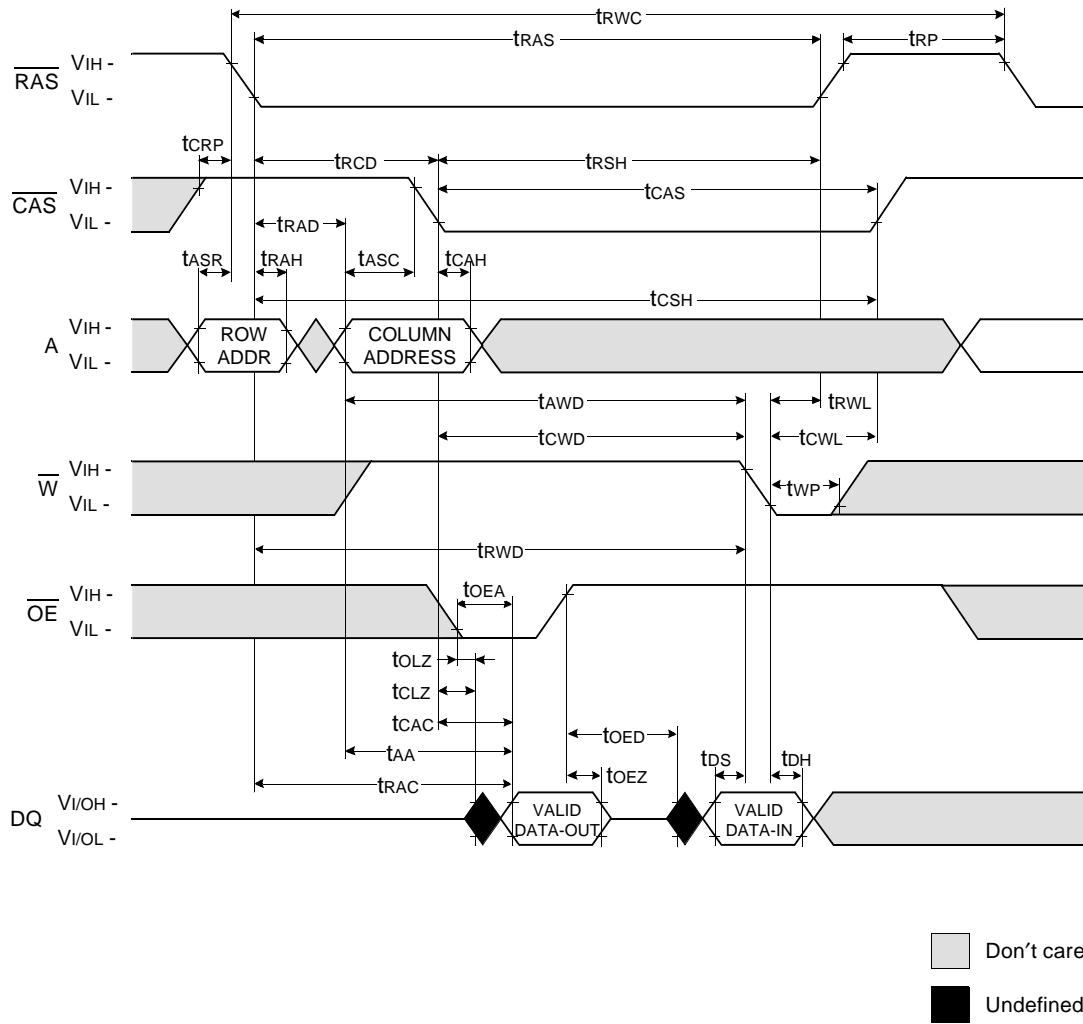 tRWC
tRAS
tRP
RAS
VIH -
VIL -
tCRP
tRCD
tRSH
CAS
VIH -
VIL -
tCAS
tRAD
tASR
tRAH
tASC
tCAH
tCSH
A
VIH -
VIL -
ROW
ADDR
COLUMN
ADDRESS
tAWD
tRWL
tCWD
tCWL
W
VIH -
VIL -
tWP
tRWD
OE
VIH -
VIL -
tOEA
tOLZ
tCLZ
tCAC
tOED
tAA
tOEZ
tDS
tDH
tRAC
DQ
VI/OH -
VI/OL -
VALID
DATA-OUT
VALID
DATA-IN
Don′t care
Undefined